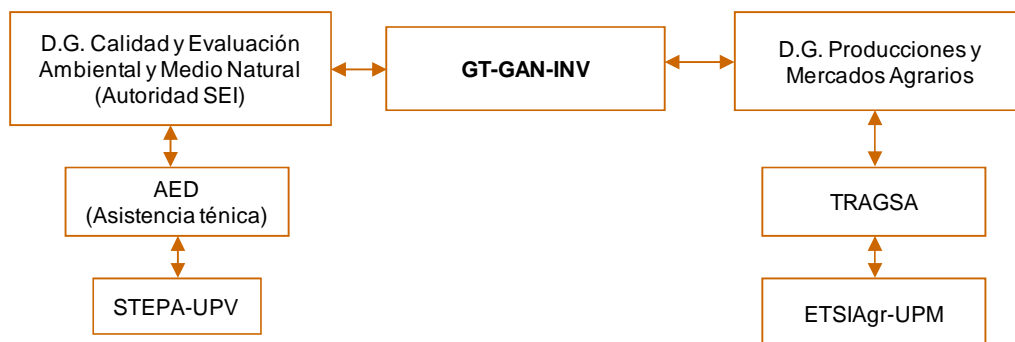 D.G. Calidad y Evaluación
Ambiental y Medio Natural
(Autoridad SEI)
GT-GAN-INV
D.G. Producciones y
Mercados Agrarios
AED
(Asistencia ténica)
TRAGSA
STEPA-UPV
ETSIAgr-UPM